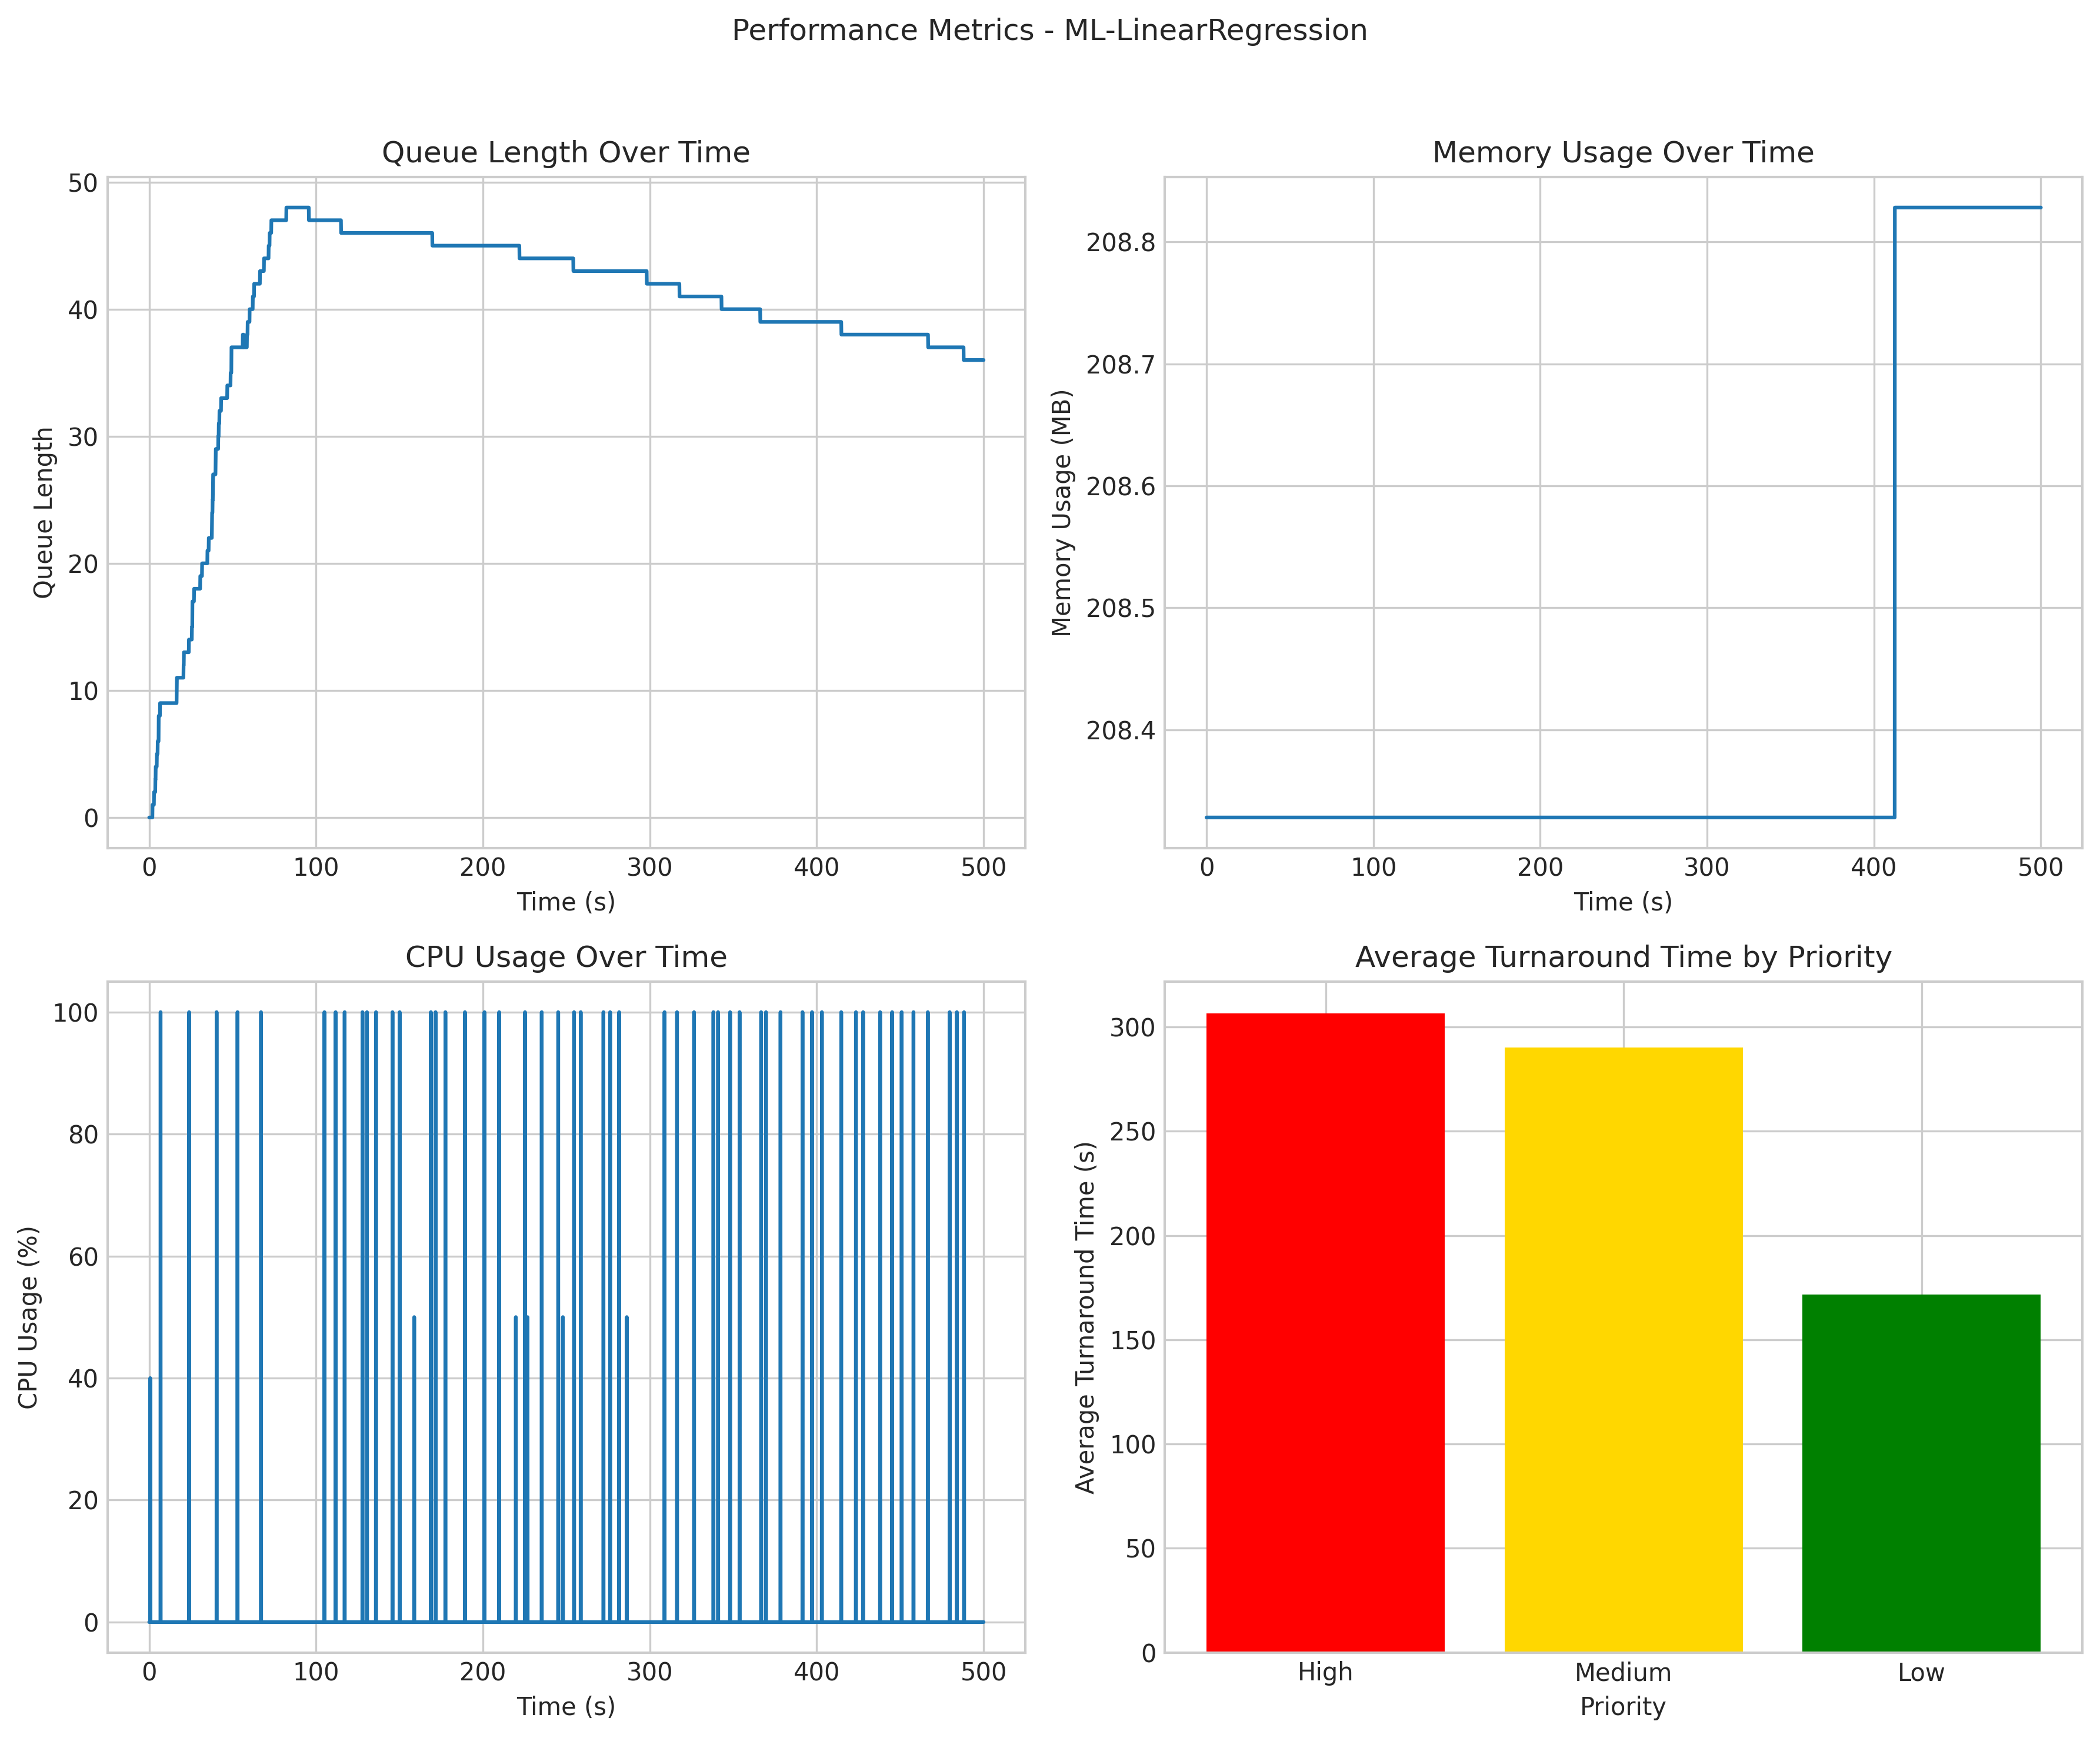 Performance Metrics - ML-LinearRegression
Queue Length Over Time
50
40
30
20
10
0
Queue Length
0 100 200 300 400 500
Time (s)
Memory Usage Over Time
208.8
208.7
208.6
208.5
208.4
Memory Usage (MB)
0 100 200 300 400 500
Time (s)
CPU Usage Over Time
100
80
60
40
20
0
CPU Usage (%)
0 100 200 300 400 500
Time (s)
Average Turnaround Time by Priority
300
250
200
150
100
50
0
Average Turnaround Time (s)
High Medium Low
Priority